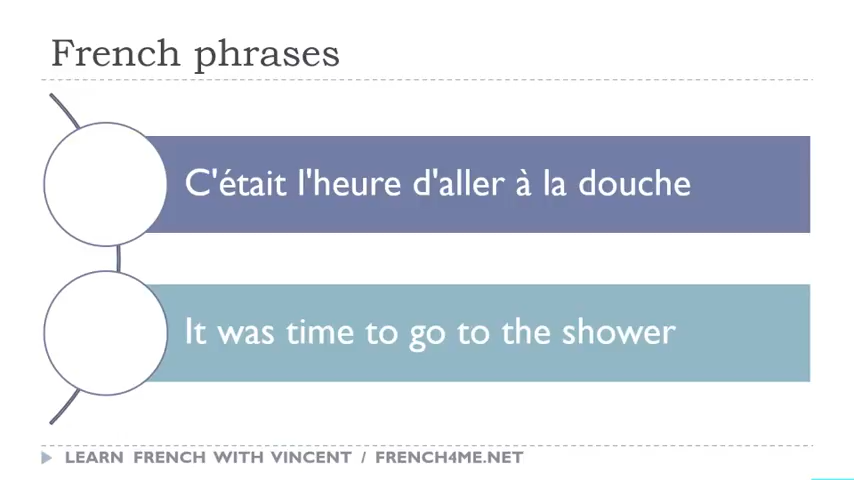 French phrases
C'était l'heure d'aller à la douche
It was time to go to the shower
LEARN FRENCH WITH VINCENT / FRENCH4ME.NET